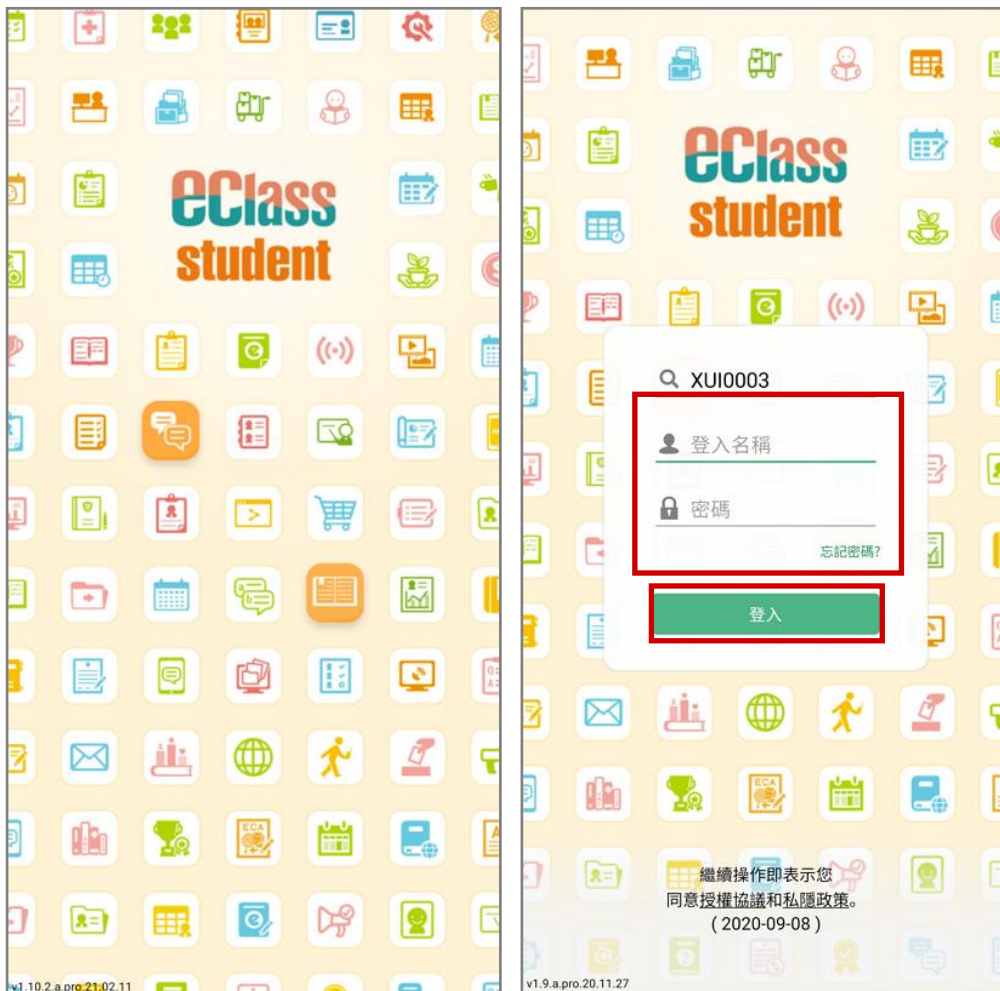 eClass
student
v1.10.2.a.pro.21.02.11
eClass
student
XUI0003
登入名稱
密碼
忘記密碼?
登入
ECA
ECA
繼續操作即表示您
同意授權協議和私隱政策。
( 2020-09-08 )
v1.9.a.pro.20.11.27